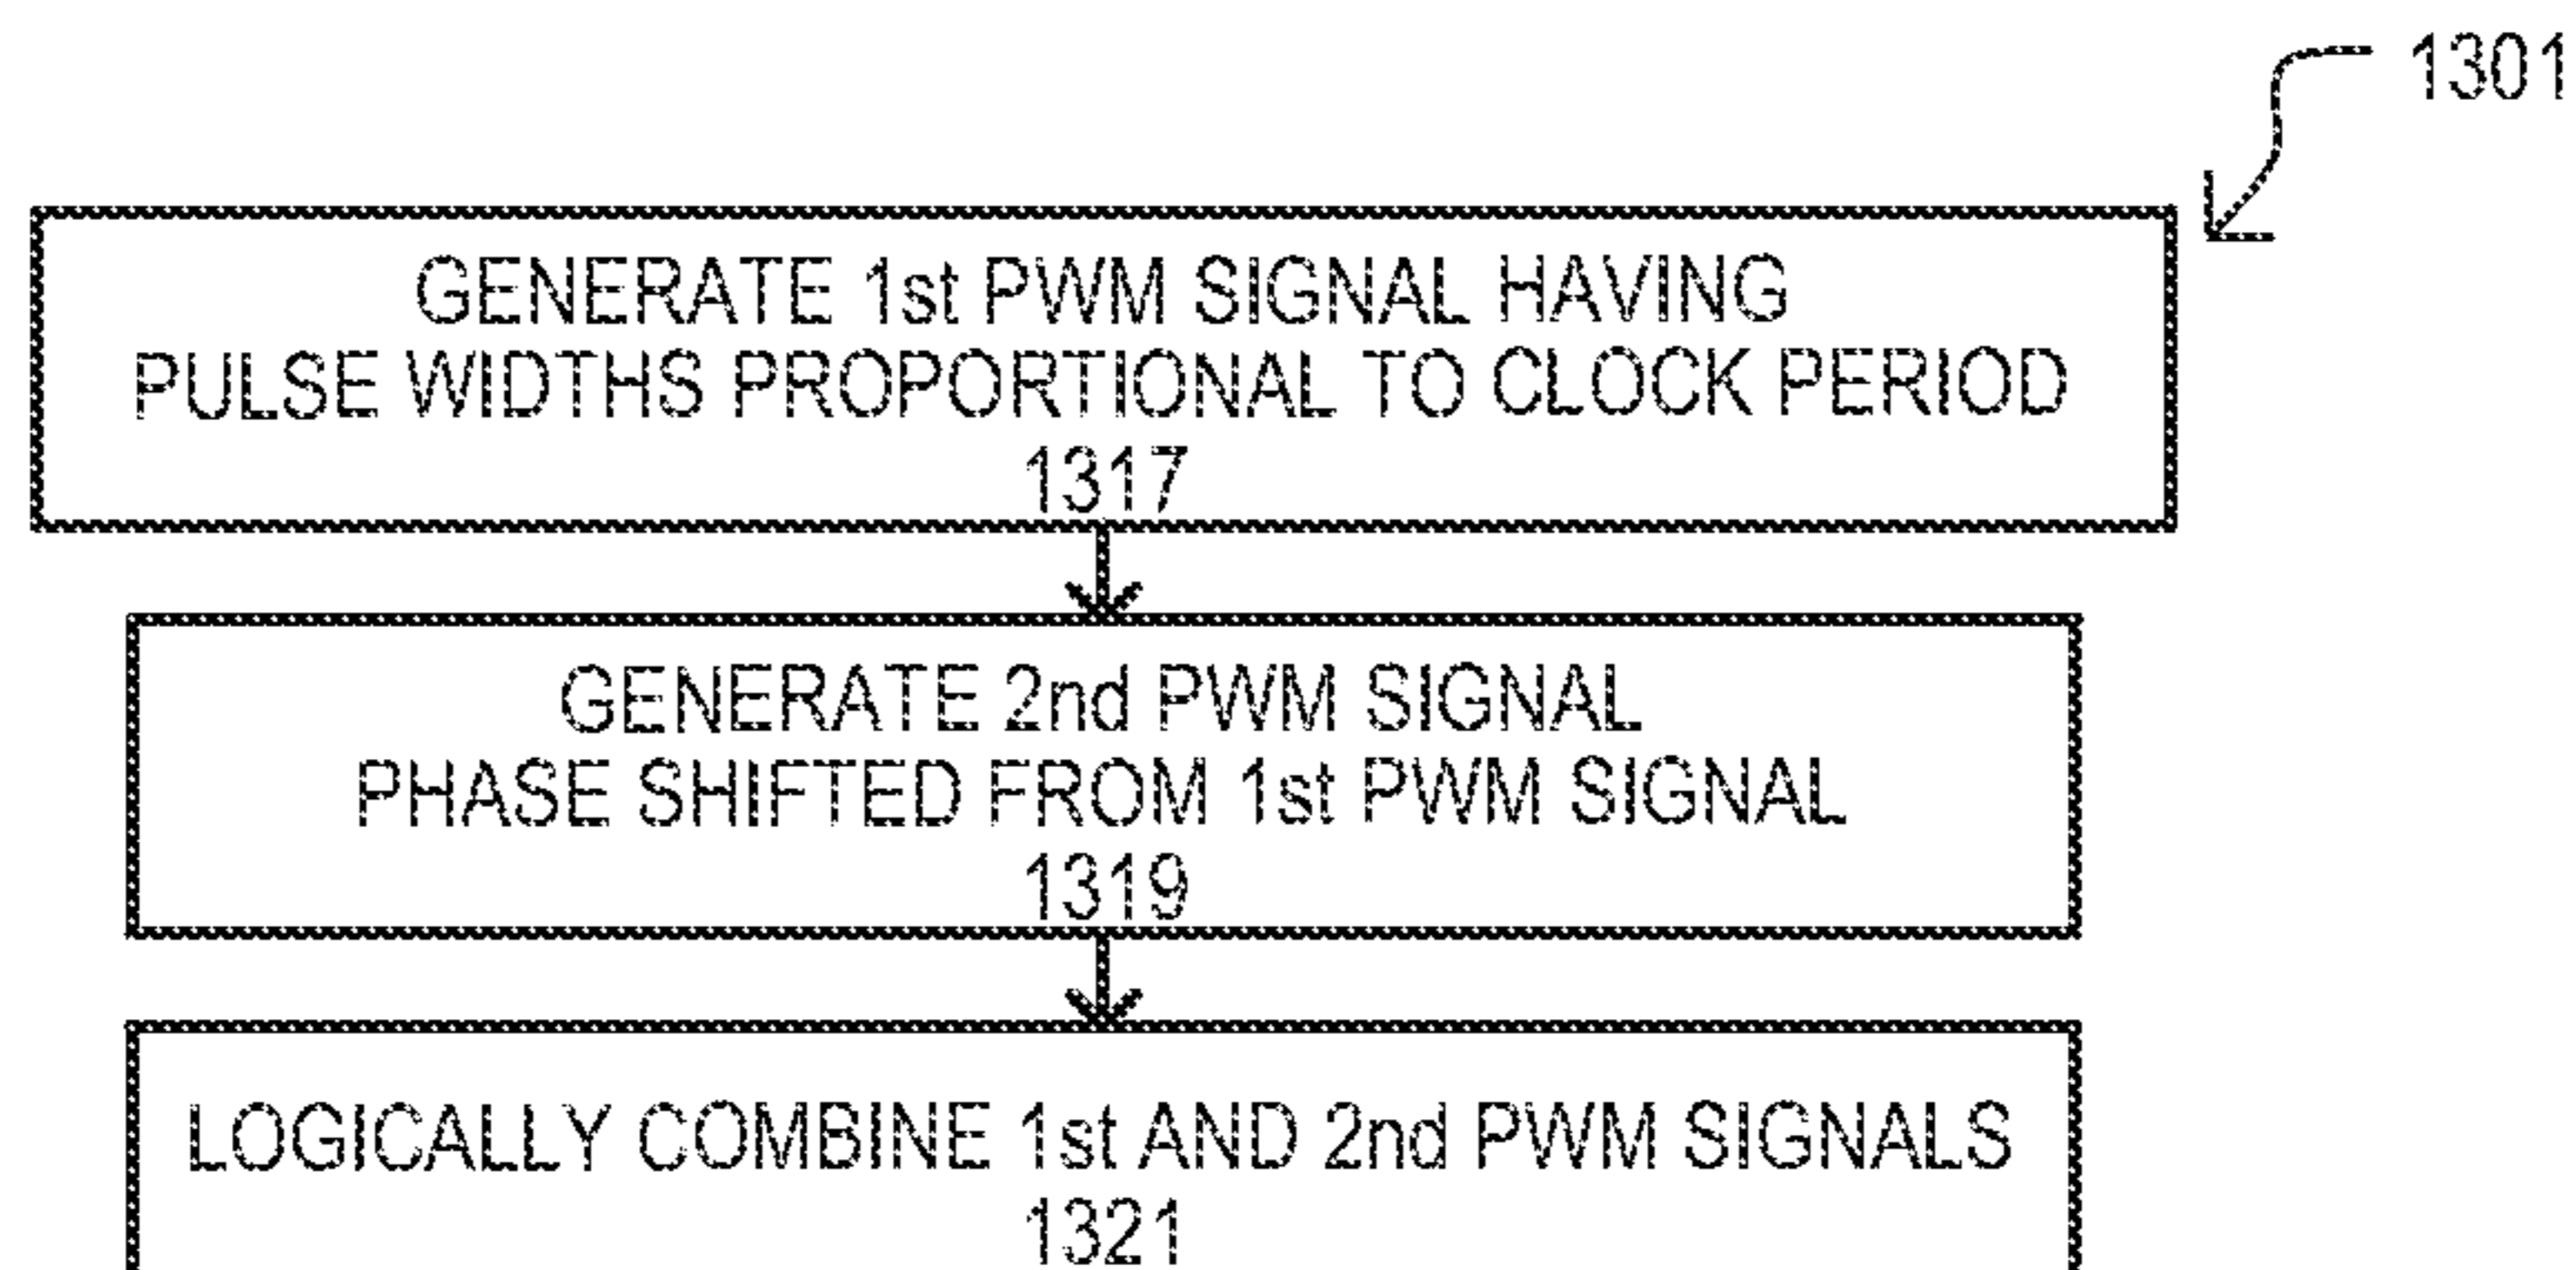 1301
GENERATE 1st PWM SIGNAL HAVING
PULSE WIDTHS PROPORTIONAL TO CLOCK PERIOD
1317
GENERATE 2nd PWM SIGNAL
PHASE SHIFTED FROM 1st PWM SIGNAL
1319
LOGICALLY COMBINE 1st AND 2nd PWM SIGNALS
1321